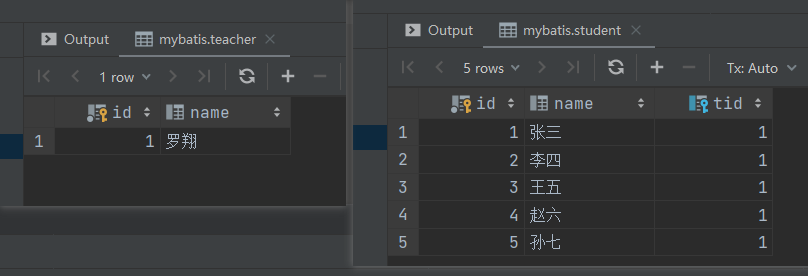 Output mybatis.teacher
1 row
id name
1 1 罗翔
Output mybatis.student
5 rows Tx: Auto
id name tid
1 1 张三 1
2 2 李四 1
3 3 王五 1
4 4 赵六 1
5 5 孙七 1